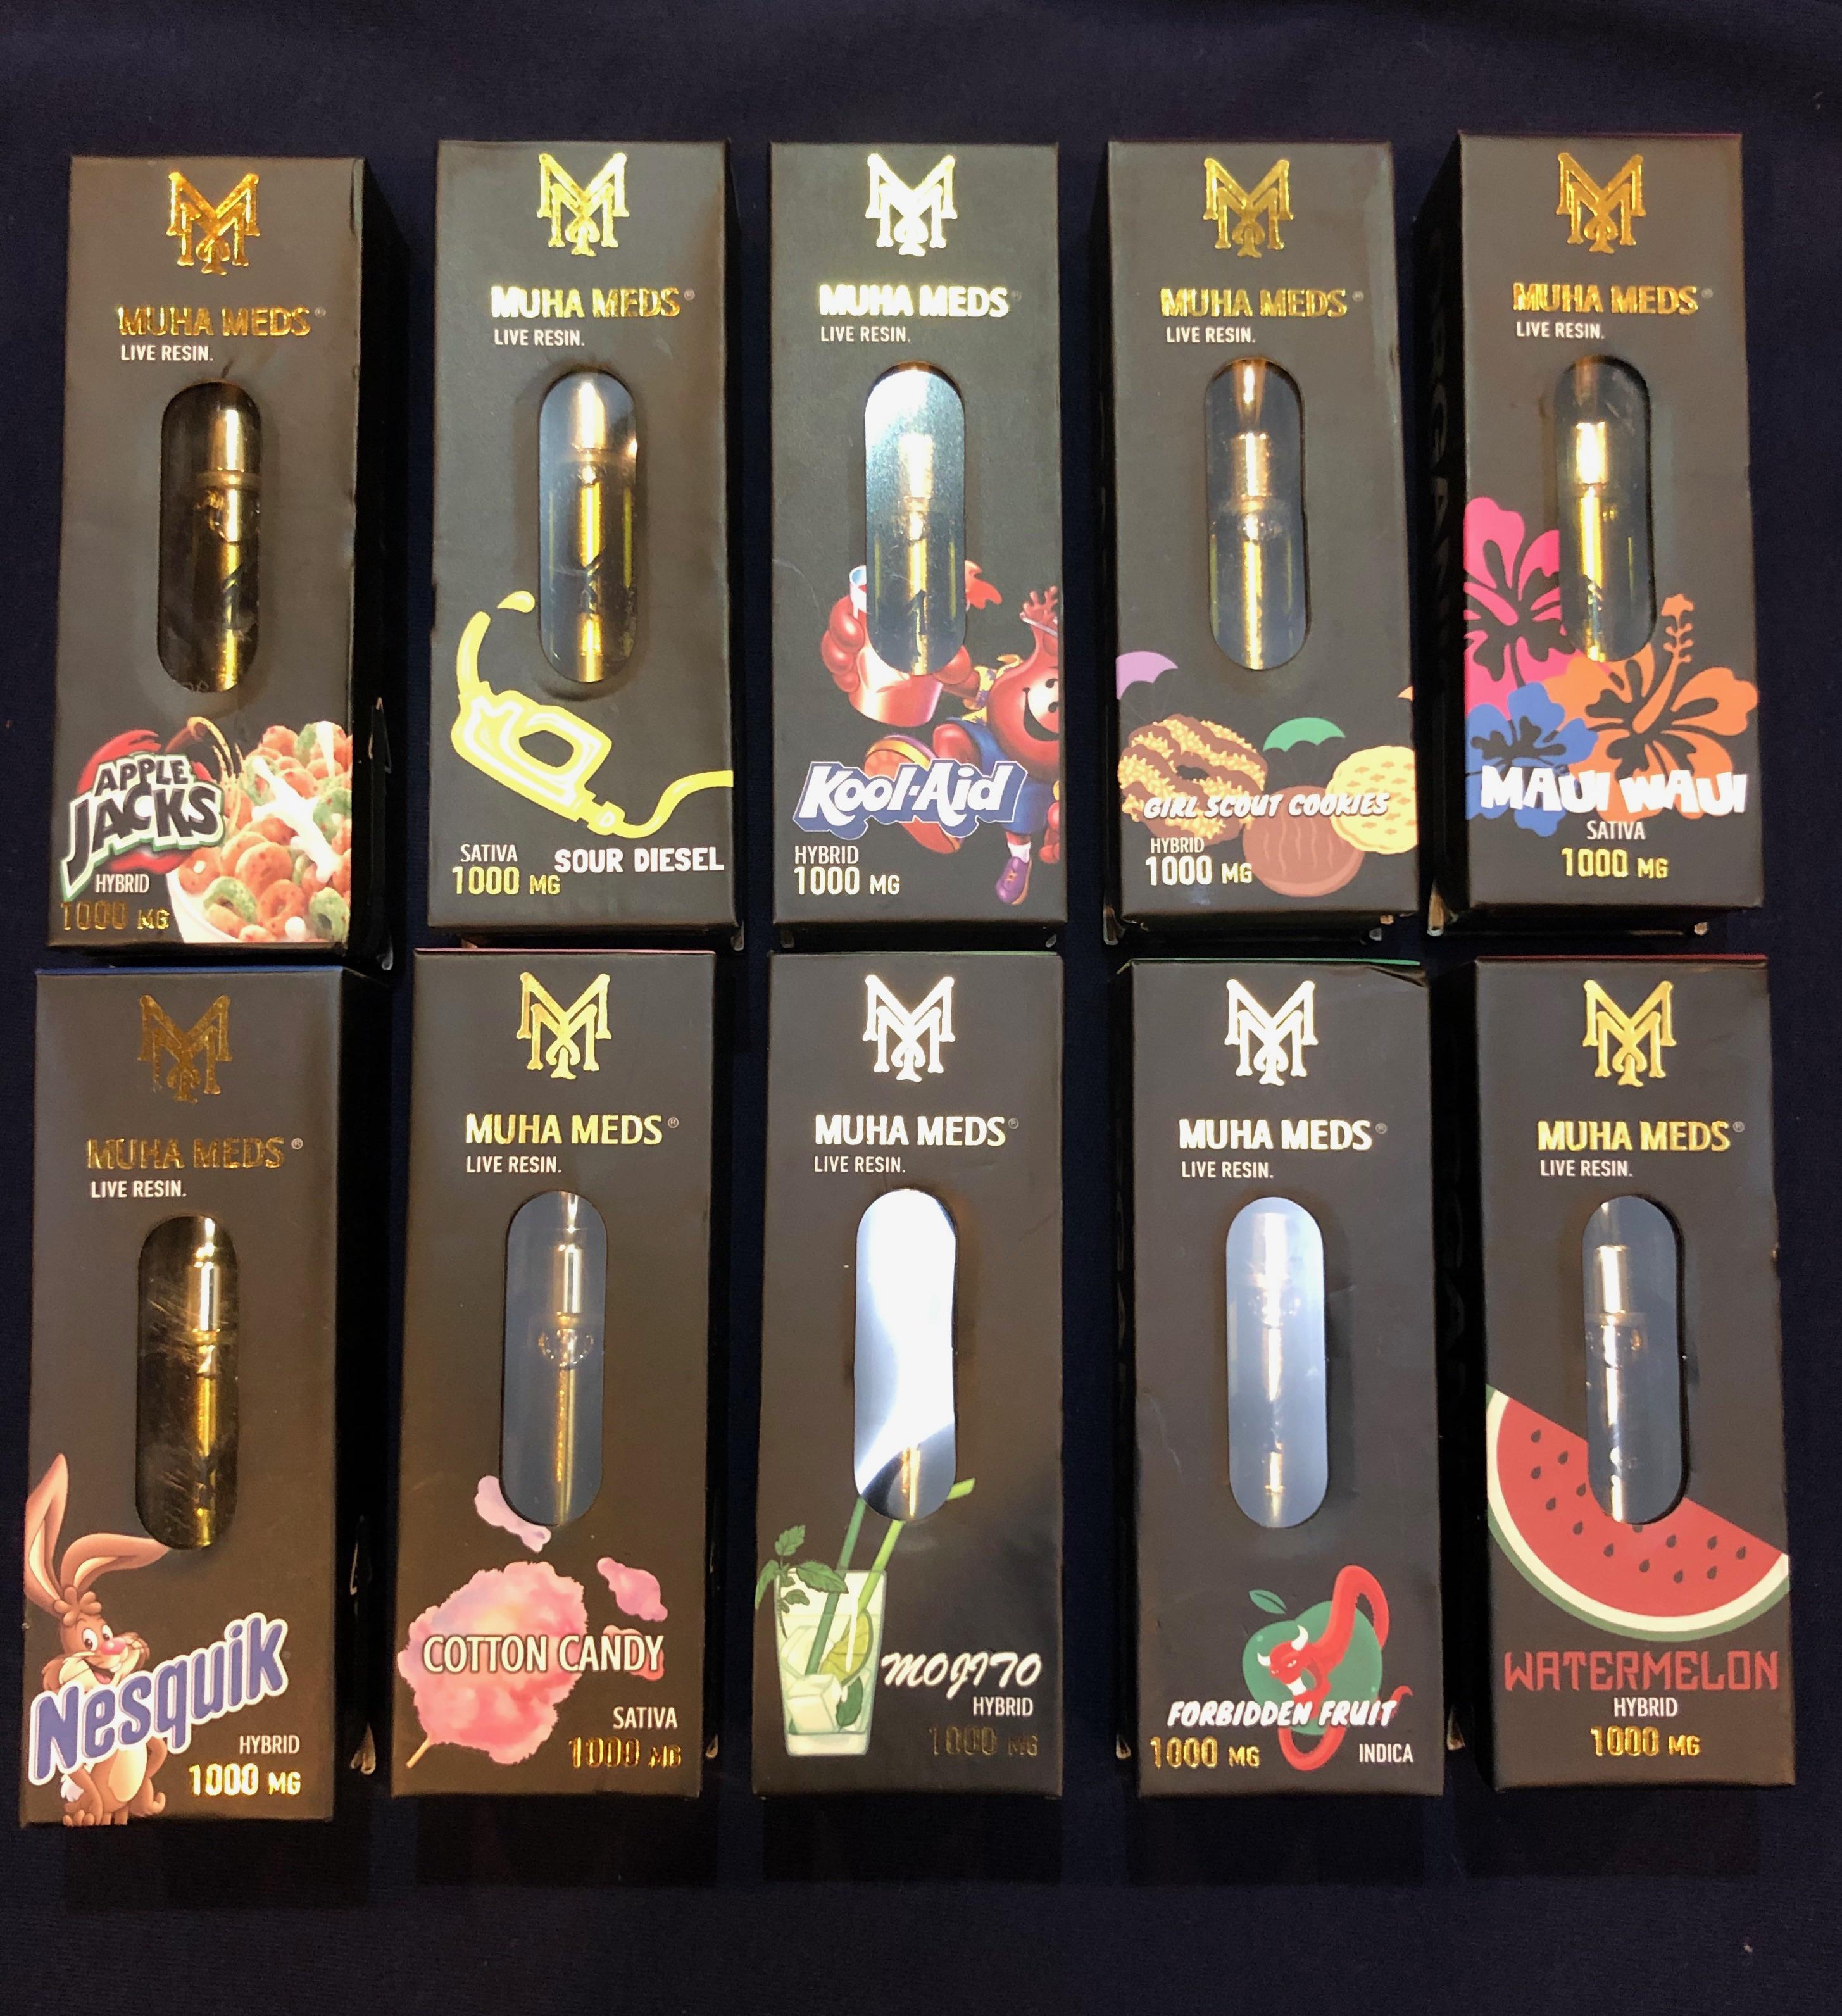 MUHA MEDS®
LIVE RESIN.
APPLE
JACKS
HYBRID
1000 MG
MUHA MEDS®
LIVE RESIN.
SATIVA
1000 MG
SOUR DIESEL
MUHA MEDS®
LIVE RESIN.
Kool-Aid
HYBRID
1000 MG
MUHA MEDS®
LIVE RESIN.
GIRL SCOUT COOKIES
HYBRID
1000 MG
MUHA MEDS®
LIVE RESIN.
MAUI WAUI
SATIVA
1000 MG
MUHA MEDS®
LIVE RESIN.
Nesquik
HYBRID
1000 MG
MUHA MEDS®
LIVE RESIN.
COTTON CANDY
SATIVA
1000 MG
MUHA MEDS®
LIVE RESIN.
MOJITO
HYBRID
1000 MG
MUHA MEDS®
LIVE RESIN.
FORBIDDEN FRUIT
1000 MG
INDICA
MUHA MEDS®
LIVE RESIN.
WATERMELON
HYBRID
1000 MG